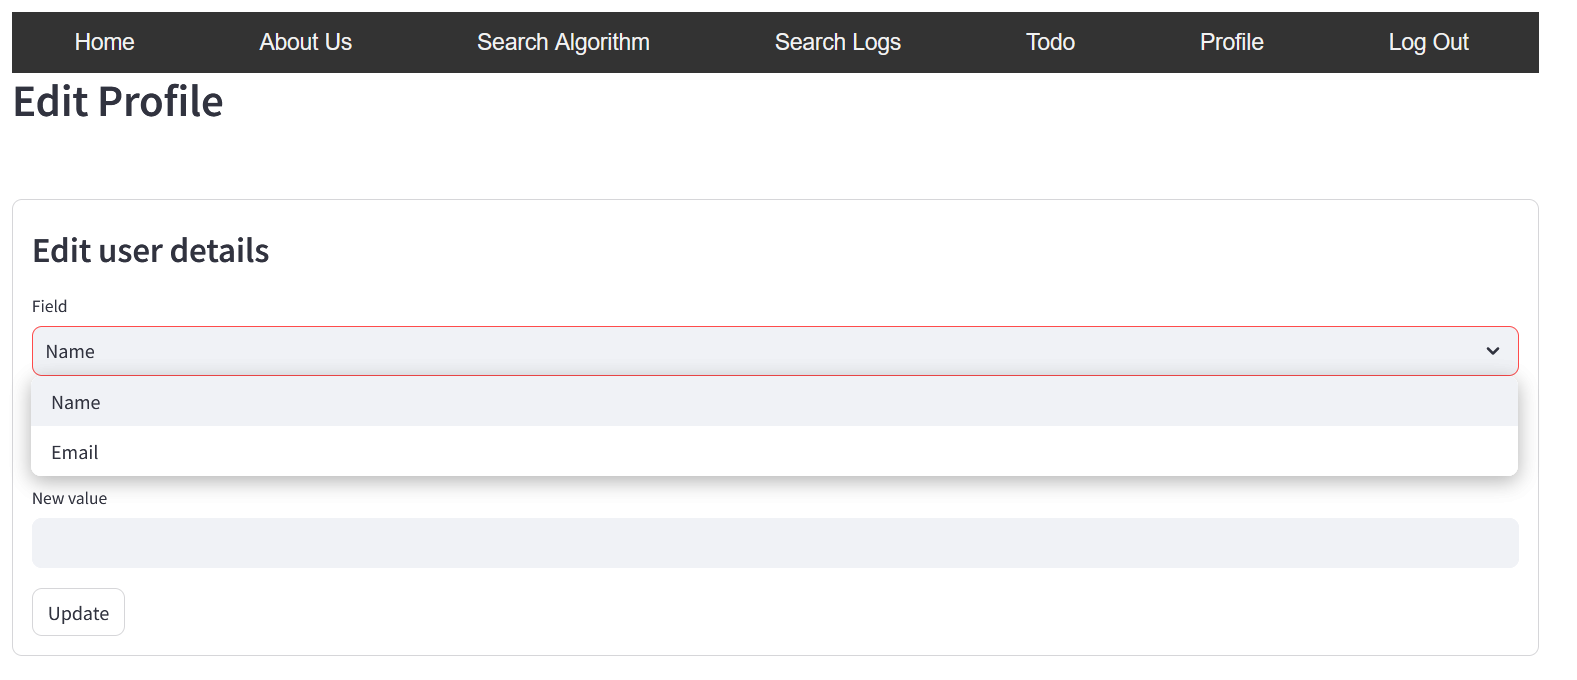 Home About Us Search Algorithm Search Logs Todo Profile Log Out
Edit Profile
Edit user details
Field
Name
Name
Email
New value
Update